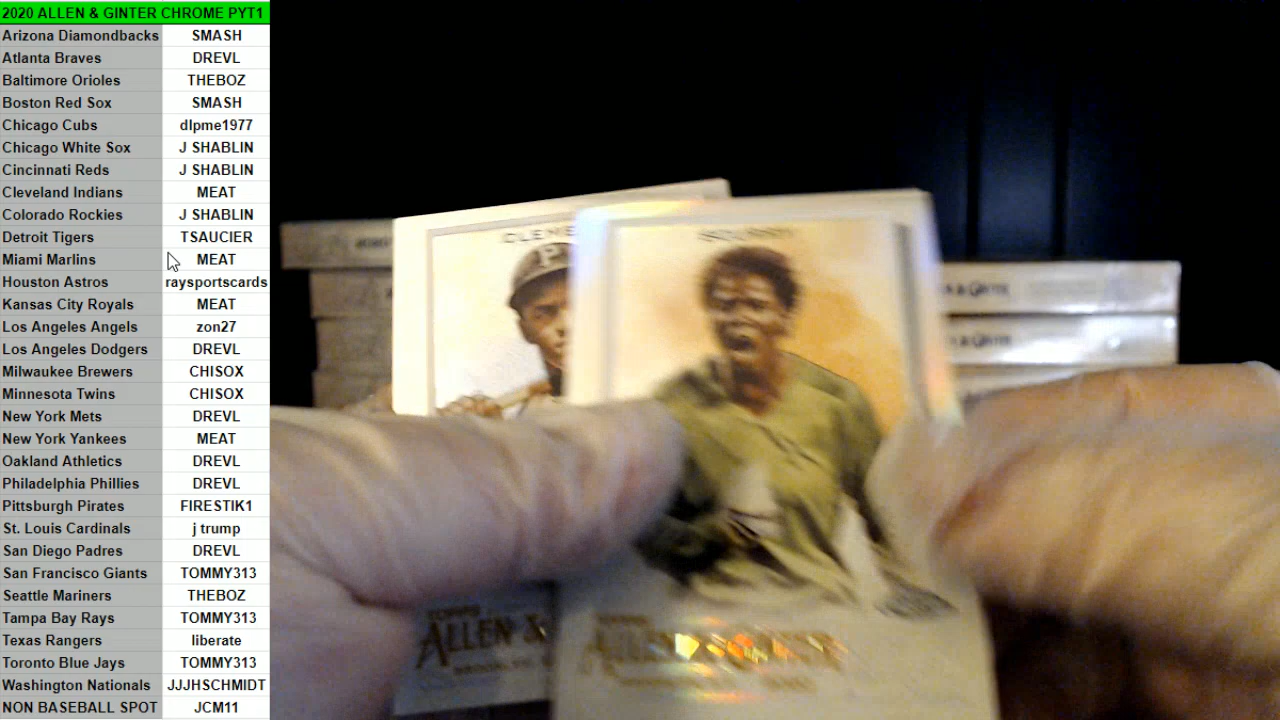 2020 ALLEN & GINTER CHROME PYT1
Arizona Diamondbacks SMASH
Atlanta Braves DREVL
Baltimore Orioles THEBOZ
Boston Red Sox SMASH
Chicago Cubs dlpme1977
Chicago White Sox J SHABLIN
Cincinnati Reds J SHABLIN
Cleveland Indians MEAT
Colorado Rockies J SHABLIN
Detroit Tigers TSAUCIER
Miami Marlins MEAT
Houston Astros raysportscards
Kansas City Royals MEAT
Los Angeles Angels zon27
Los Angeles Dodgers DREVL
Milwaukee Brewers CHISOX
Minnesota Twins CHISOX
New York Mets DREVL
New York Yankees MEAT
Oakland Athletics DREVL
Philadelphia Phillies DREVL
Pittsburgh Pirates FIRESTIK1
St. Louis Cardinals j trump
San Diego Padres DREVL
San Francisco Giants TOMMY313
Seattle Mariners THEBOZ
Tampa Bay Rays TOMMY313
Texas Rangers liberate
Toronto Blue Jays TOMMY313
Washington Nationals JJJHSCHMIDT
NON BASEBALL SPOT JCM11
CLEME
P
TOPPS
ALLEN &
ALLEN & GINTER